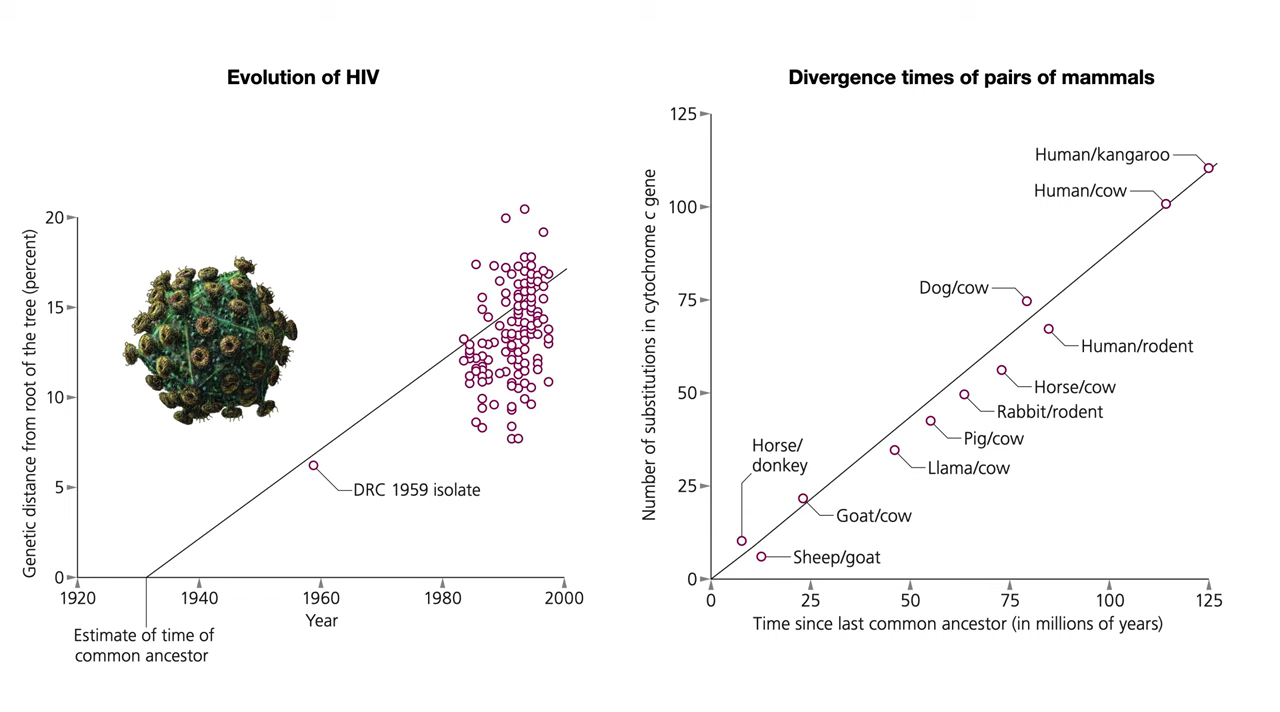 Evolution of HIV
Genetic distance from root of the tree (percent)
20
15
10
5
0
DRC 1959 isolate
1920
1940
1960
1980
2000
Year
Estimate of time of
common ancestor
Divergence times of pairs of mammals
Number of substitutions in cytochrome c gene
125
100
75
50
25
0
Human/kangaroo
Human/cow
Dog/cow
Human/rodent
Horse/cow
Rabbit/rodent
Pig/cow
Horse/
donkey
Llama/cow
Goat/cow
Sheep/goat
0
25
50
75
100
125
Time since last common ancestor (in millions of years)